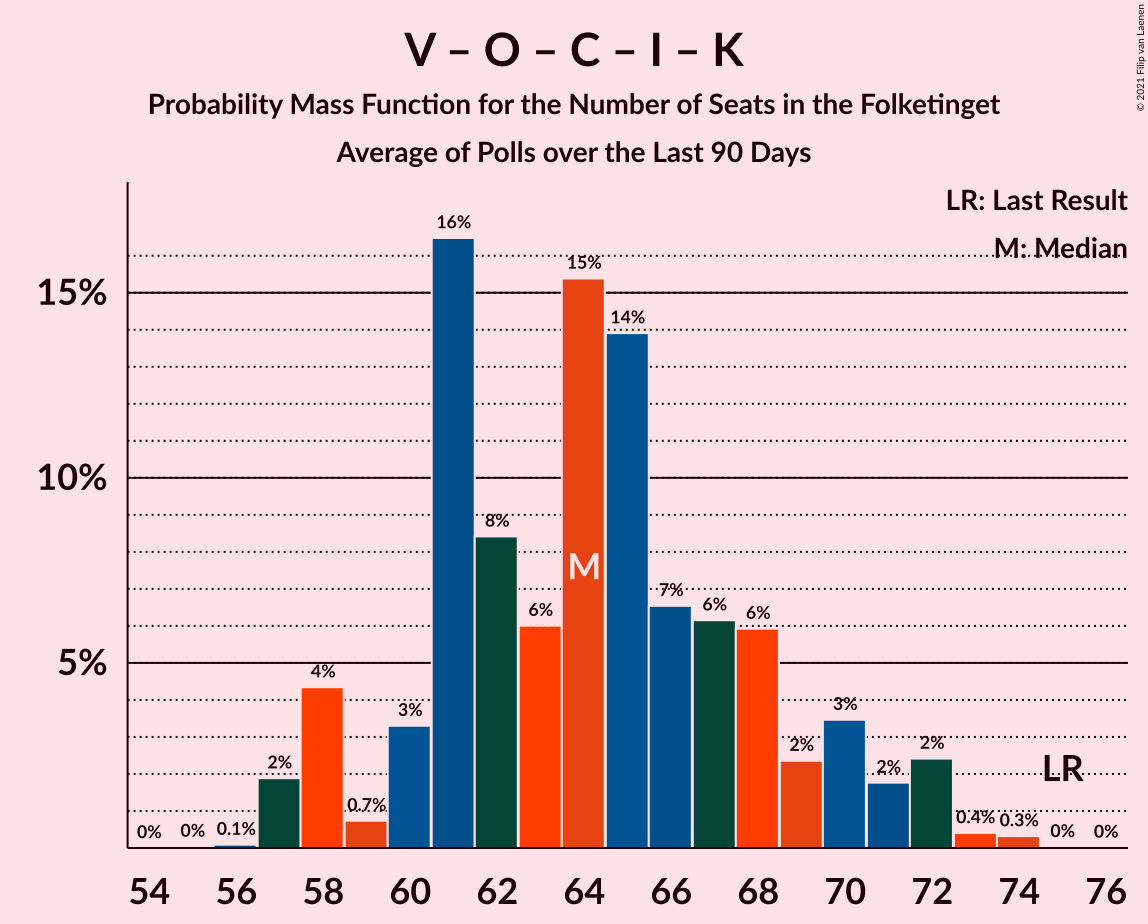 V – O – C – I – K
Probability Mass Function for the Number of Seats in the Folketinget
Average of Polls over the Last 90 Days
© 2021 Filip van Laenen
LR: Last Result
M: Median
15%
10%
5%
0%
0%
0.1%
2%
4%
0.7%
3%
16%
8%
6%
15%
14%
7%
6%
6%
2%
3%
2%
2%
0.4%
0.3%
0%
0%
M
LR
54 56 58 60 62 64 66 68 70 72 74 76